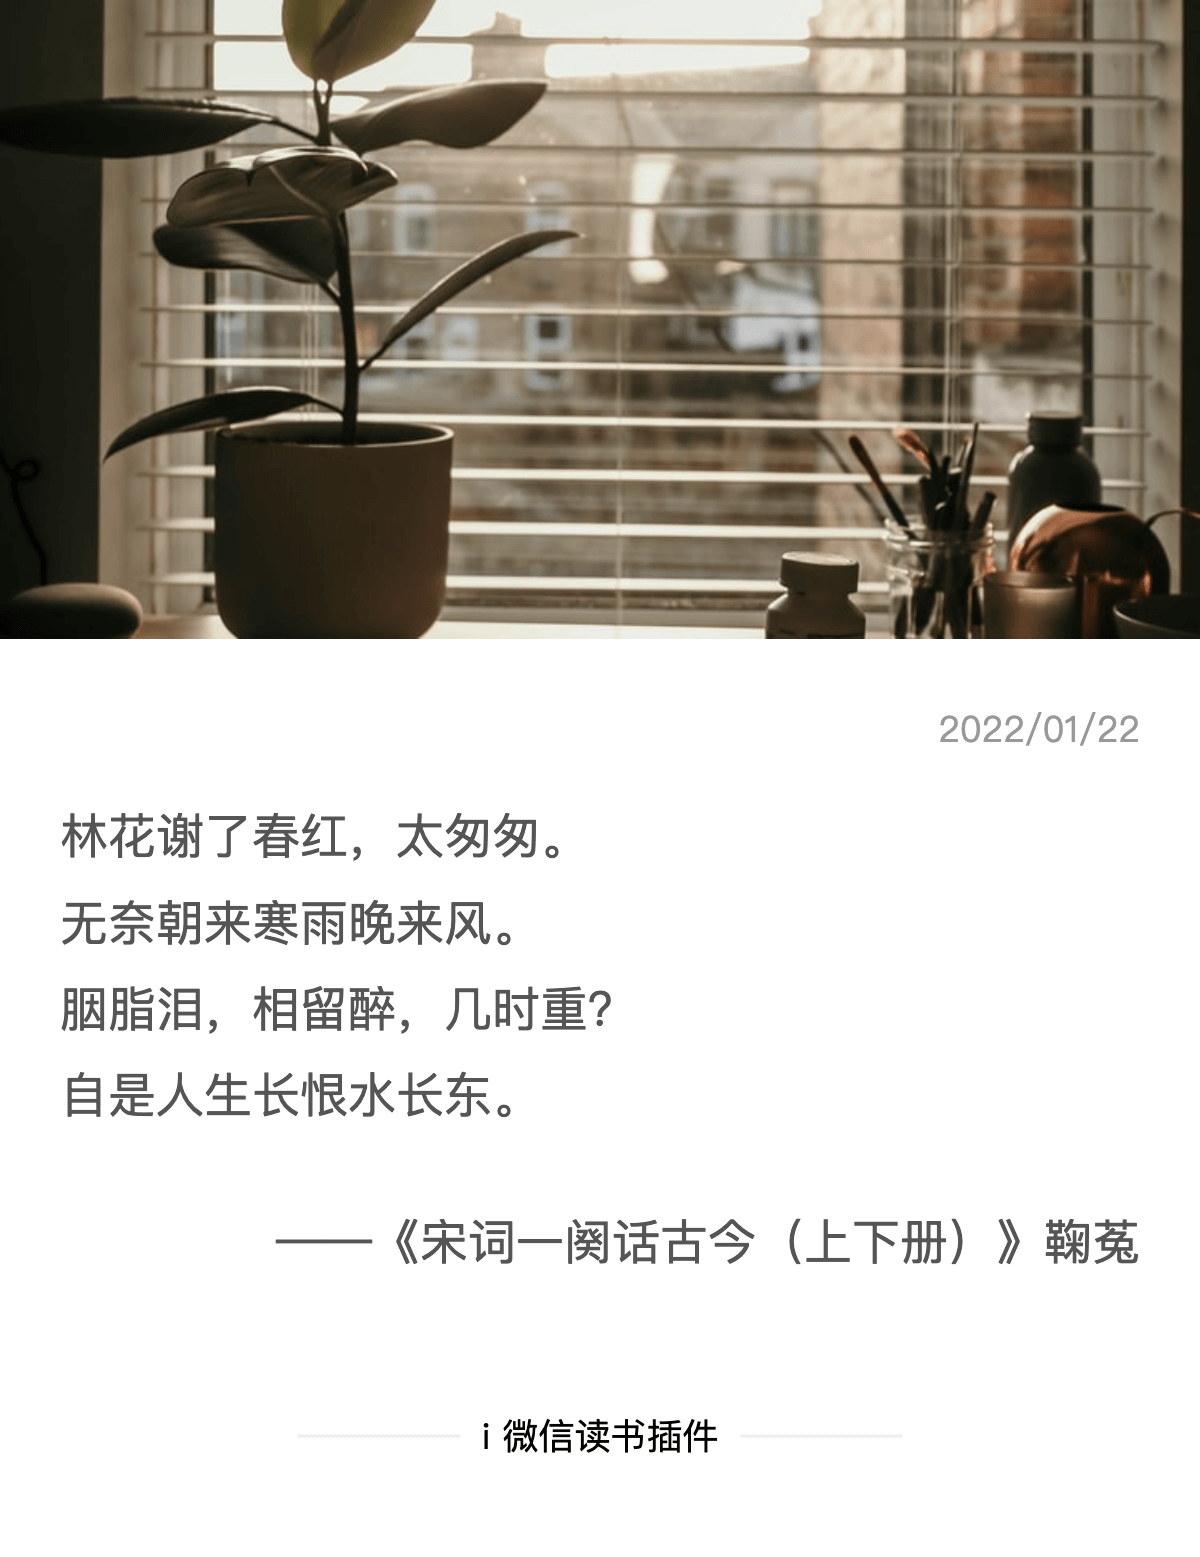 2022/01/22
林花谢了春红，太匆匆。
无奈朝来寒雨晚来风。
胭脂泪，相留醉，几时重？
自是人生长恨水长东。
——《宋词一阕话古今（上下册）》鞠菟
i 微信读书插件